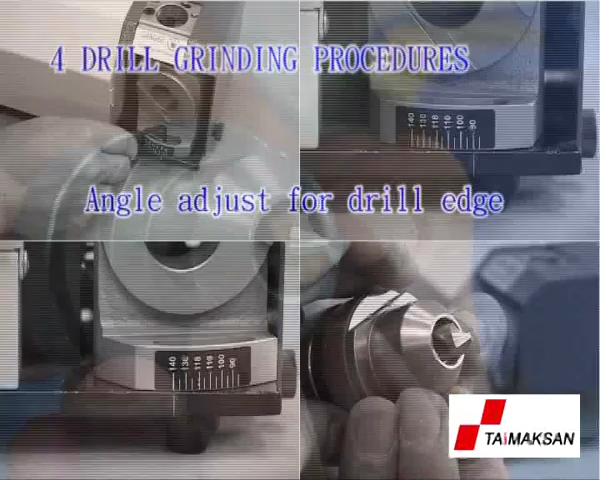 4 DRILL GRINDING PROCEDURES
140 130 118 110 100 90
Angle adjust for drill edge
140 130 118 110 100 90
TAiMAKSAN